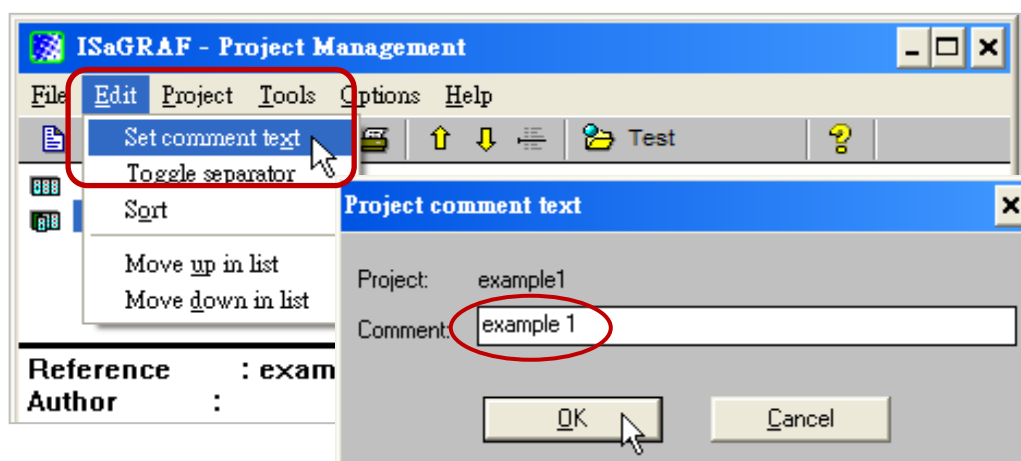 ISaGRAF - Project Management
File Edit Project Tools Options Help
Set comment text
Test
Toggle separator
Sort
Move up in list
Move down in list
Reference : exam
Author :
Project comment text
Project: example1
Comment: example 1
OK Cancel